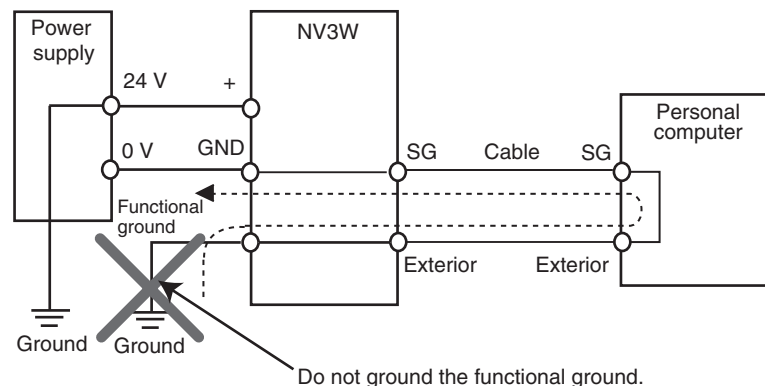 Power
supply
NV3W
24 V
+
Personal
computer
0 V
GND
SG
Cable
SG
Functional
ground
Exterior
Exterior
Ground
Ground
Do not ground the functional ground.